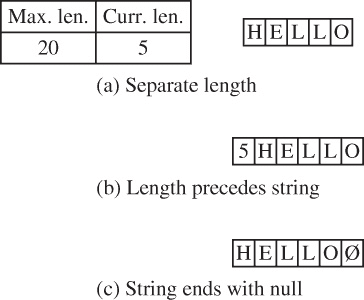 Max. len. Curr. len.
20 5 HELLO
(a) Separate length
5HELLO
(b) Length precedes string
HELLOØ
(c) String ends with null